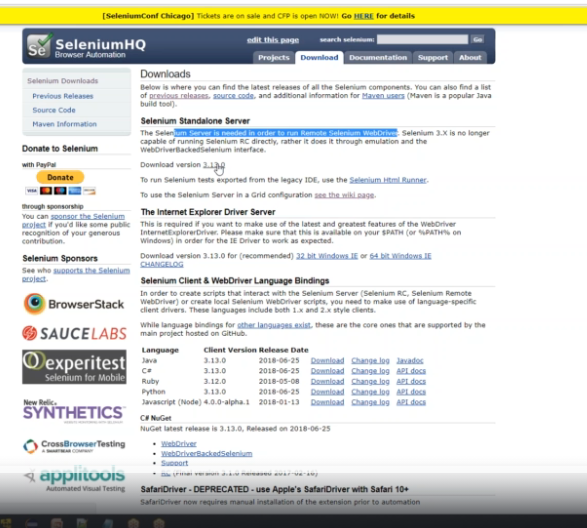 [SeleniumConf Chicago] Tickets are on sale and CFP is open NOW! Go HERE for details
SeleniumHQ
Browser Automation
edit this page
search selenium:
Go
Projects
Download
Documentation
Support
About
Selenium Downloads
Previous Releases
Source Code
Maven Information
Donate to Selenium
with PayPal
Donate
through sponsorship
You can sponsor the Selenium
project if you'd like some public
recognition of your generous
contribution.
Selenium Sponsors
See who supports the Selenium
project.
BrowserStack
SAUCELABS
experitest
Selenium for Mobile
New Relic.
SYNTHETICS
CrossBrowserTesting
applitools
Automated Visual Testing
Downloads
Below is where you can find the latest releases of all the Selenium components. You can also find a list
of previous releases, source code, and additional information for Maven users (Maven is a popular Java
build tool).
Selenium Standalone Server
The Selenium Server is needed in order to run Remote Selenium WebDriver. Selenium 3.X is no longer
capable of running Selenium RC directly, rather it does it through emulation and the
WebDriverBackedSelenium interface.
Download version 3.13.0
To run Selenium tests exported from the legacy IDE, use the Selenium Html Runner.
To use the Selenium Server in a Grid configuration see the wiki page.
The Internet Explorer Driver Server
This is required if you want to make use of the latest and greatest features of the WebDriver
InternetExplorerDriver. Please make sure that this is available on your $PATH (or %PATH% on
Windows) in order for the IE Driver to work as expected.
Download version 3.13.0 for (recommended) 32 bit Windows IE or 64 bit Windows IE
CHANGELOG
Selenium Client & WebDriver Language Bindings
In order to create scripts that interact with the Selenium Server (Selenium RC, Selenium Remote
WebDriver) or create local Selenium WebDriver scripts, you need to make use of language-specific
client drivers. These languages include both 1.x and 2.x style clients.
While language bindings for other languages exist, these are the core ones that are supported by the
main project hosted on GitHub.
Language Client Version Release Date
Java 3.13.0 2018-06-25 Download Change log Javadoc
C# 3.13.0 2018-06-25 Download Change log API docs
Ruby 3.12.0 2018-05-08 Download Change log API docs
Python 3.13.0 2018-06-25 Download Change log API docs
Javascript (Node) 4.0.0-alpha.1 2018-01-13 Download Change log API docs
C# NuGet
NuGet latest release is 3.13.0, Released on 2018-06-25
WebDriver
WebDriverBackedSelenium
Support
(Final version 3.1.0 Released 2017-02-16)
SafariDriver - DEPRECATED - use Apple's SafariDriver with Safari 10+
SafariDriver now requires manual installation of the extension prior to automation